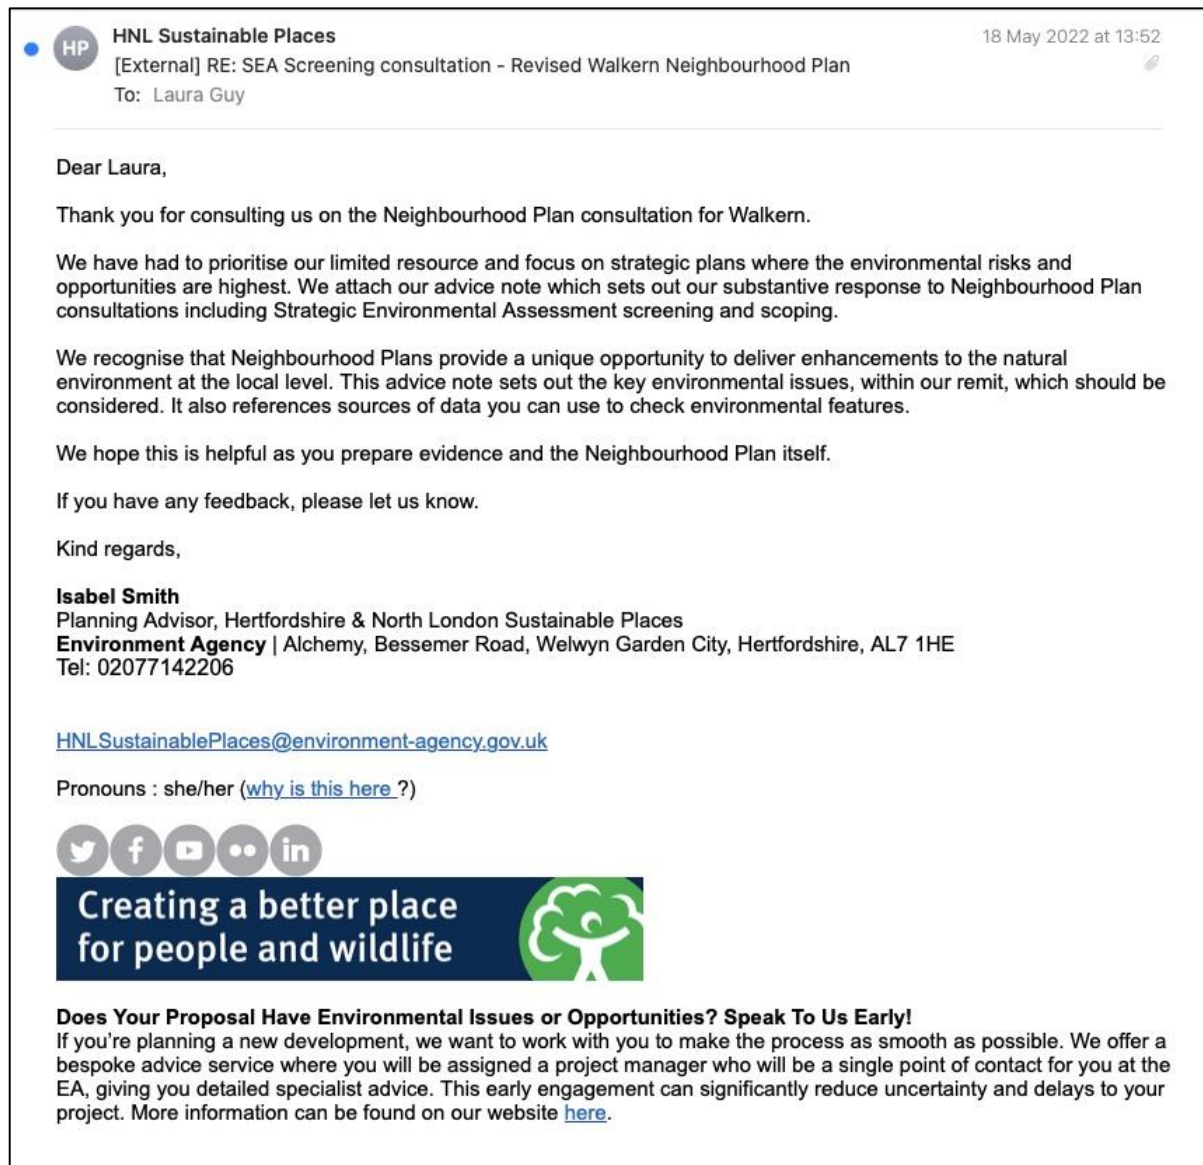 HP
HNL Sustainable Places
18 May 2022 at 13:52
[External] RE: SEA Screening consultation - Revised Walkern Neighbourhood Plan
To: Laura Guy
Dear Laura,
Thank you for consulting us on the Neighbourhood Plan consultation for Walkern.
We have had to prioritise our limited resource and focus on strategic plans where the environmental risks and
opportunities are highest. We attach our advice note which sets out our substantive response to Neighbourhood Plan
consultations including Strategic Environmental Assessment screening and scoping.
We recognise that Neighbourhood Plans provide a unique opportunity to deliver enhancements to the natural
environment at the local level. This advice note sets out the key environmental issues, within our remit, which should be
considered. It also references sources of data you can use to check environmental features.
We hope this is helpful as you prepare evidence and the Neighbourhood Plan itself.
If you have any feedback, please let us know.
Kind regards,
Isabel Smith
Planning Advisor, Hertfordshire & North London Sustainable Places
Environment Agency | Alchemy, Bessemer Road, Welwyn Garden City, Hertfordshire, AL7 1HE
Tel: 02077142206
HNLSustainablePlaces@environment-agency.gov.uk
Pronouns : she/her (why is this here ?)
Creating a better place
for people and wildlife
Does Your Proposal Have Environmental Issues or Opportunities? Speak To Us Early!
If you're planning a new development, we want to work with you to make the process as smooth as possible. We offer a
bespoke advice service where you will be assigned a project manager who will be a single point of contact for you at the
EA, giving you detailed specialist advice. This early engagement can significantly reduce uncertainty and delays to your
project. More information can be found on our website here.